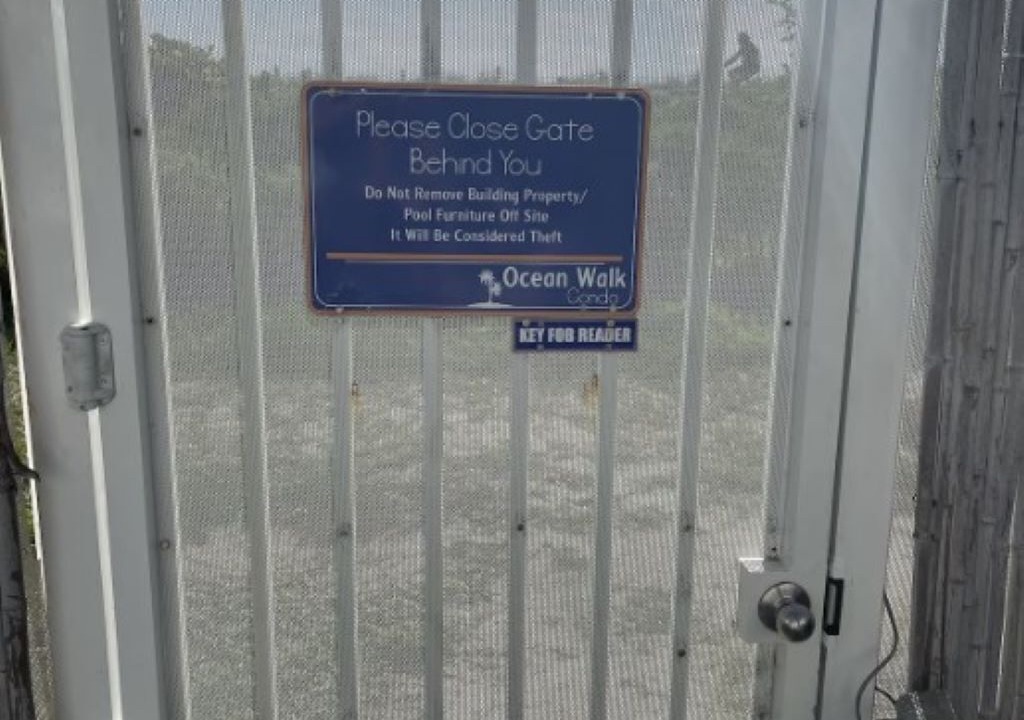 Please Close Gate
Behind You
Do Not Remove Building Property/
Pool Furniture Off Site
It Will Be Considered Theft
Ocean Walk
Condo
KEY FOB READER